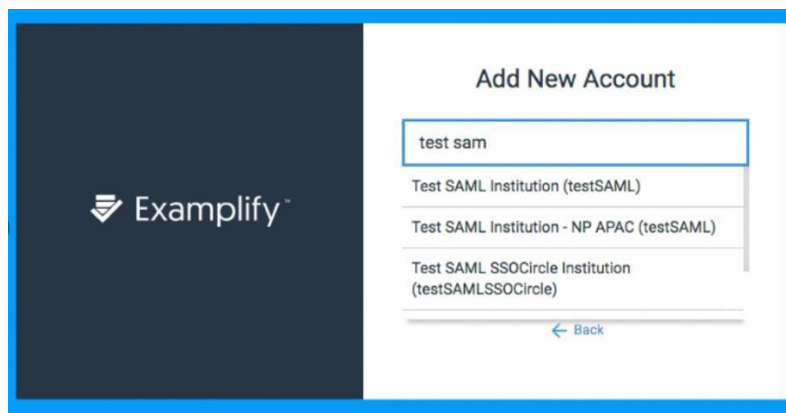 Examplify™
Add New Account
test sam
Test SAML Institution (testSAML)
Test SAML Institution - NP APAC (testSAML)
Test SAML SSOCircle Institution
(testSAMLSSOCircle)
← Back